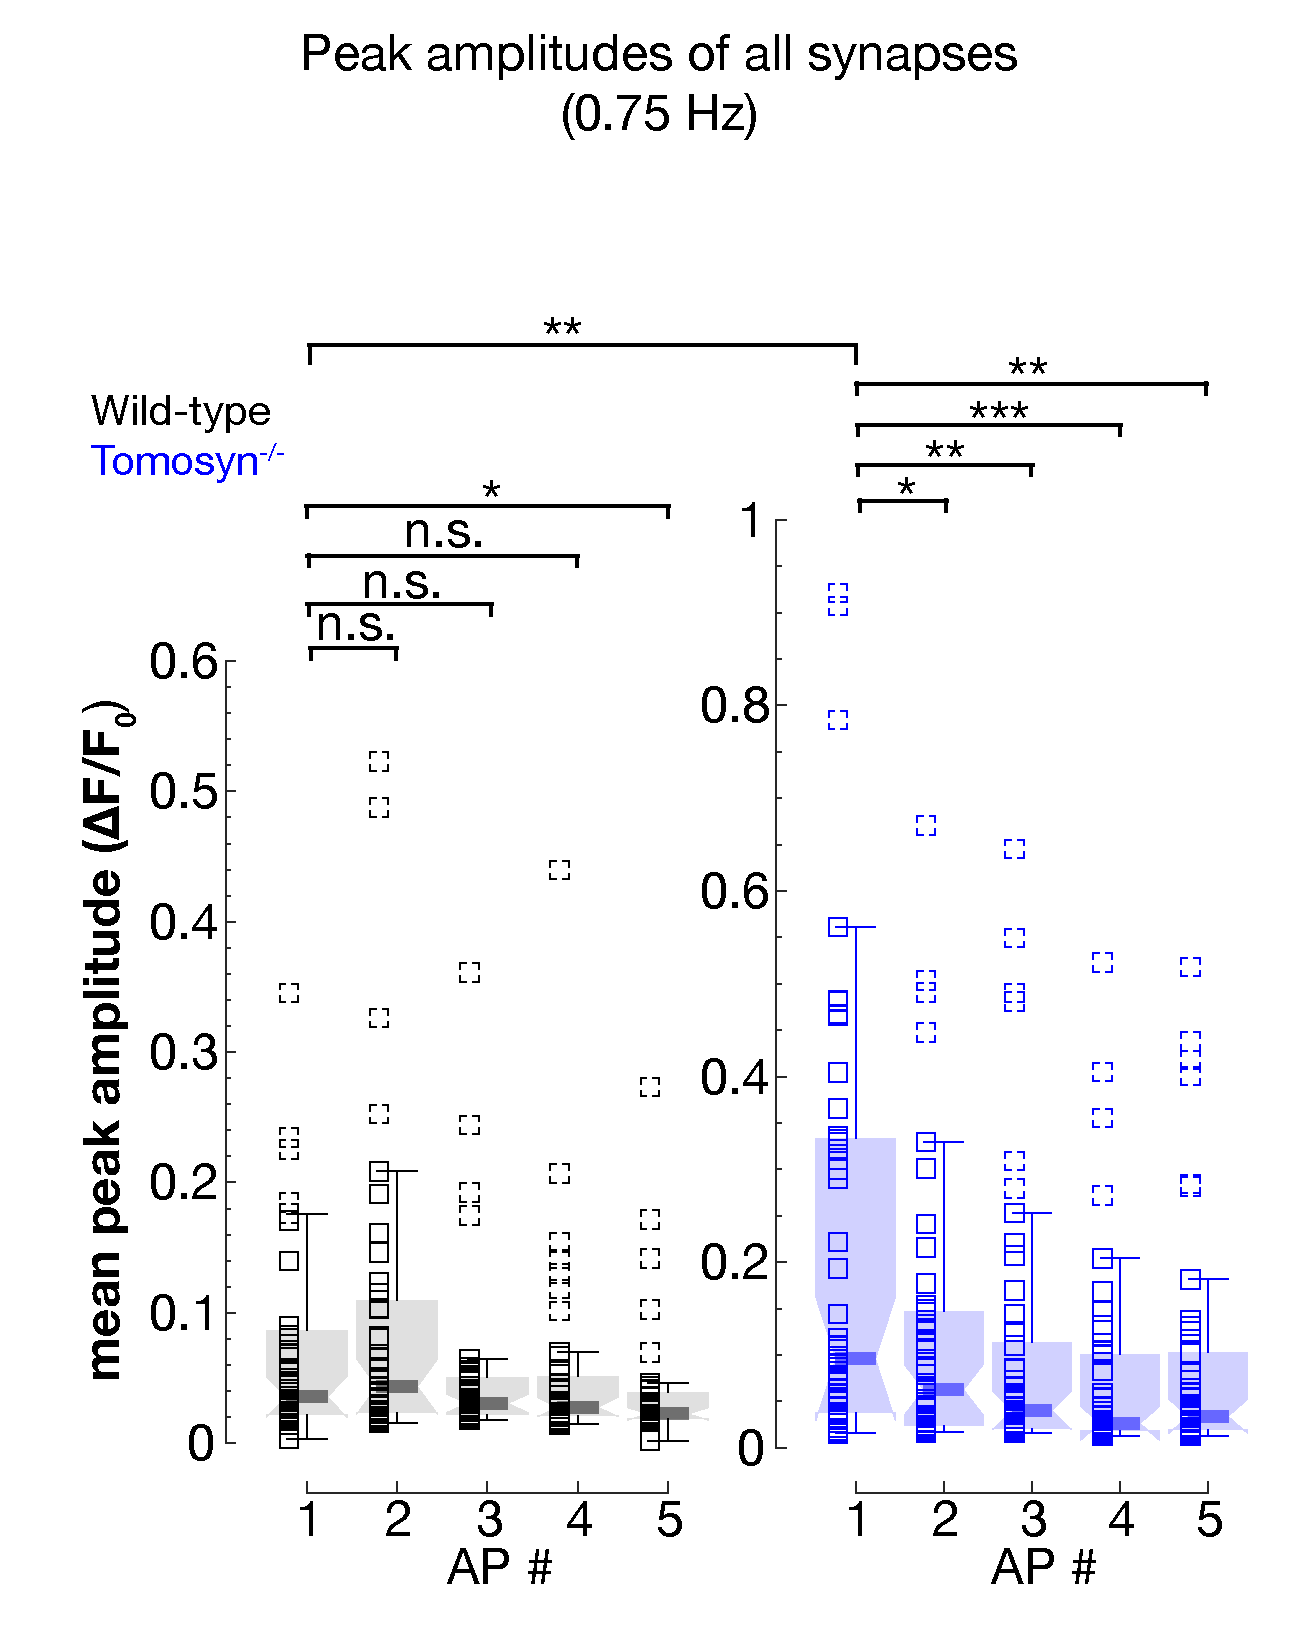 Peak amplitudes of all synapses
(0.75 Hz)
**
**
***
**
*
Wild-type
Tomosyn-/-
*
n.s.
n.s.
n.s.
mean peak amplitude (ΔF/F0)
0.6
0.5
0.4
0.3
0.2
0.1
0
1 2 3 4 5
AP #
1
0.8
0.6
0.4
0.2
0
1 2 3 4 5
AP #